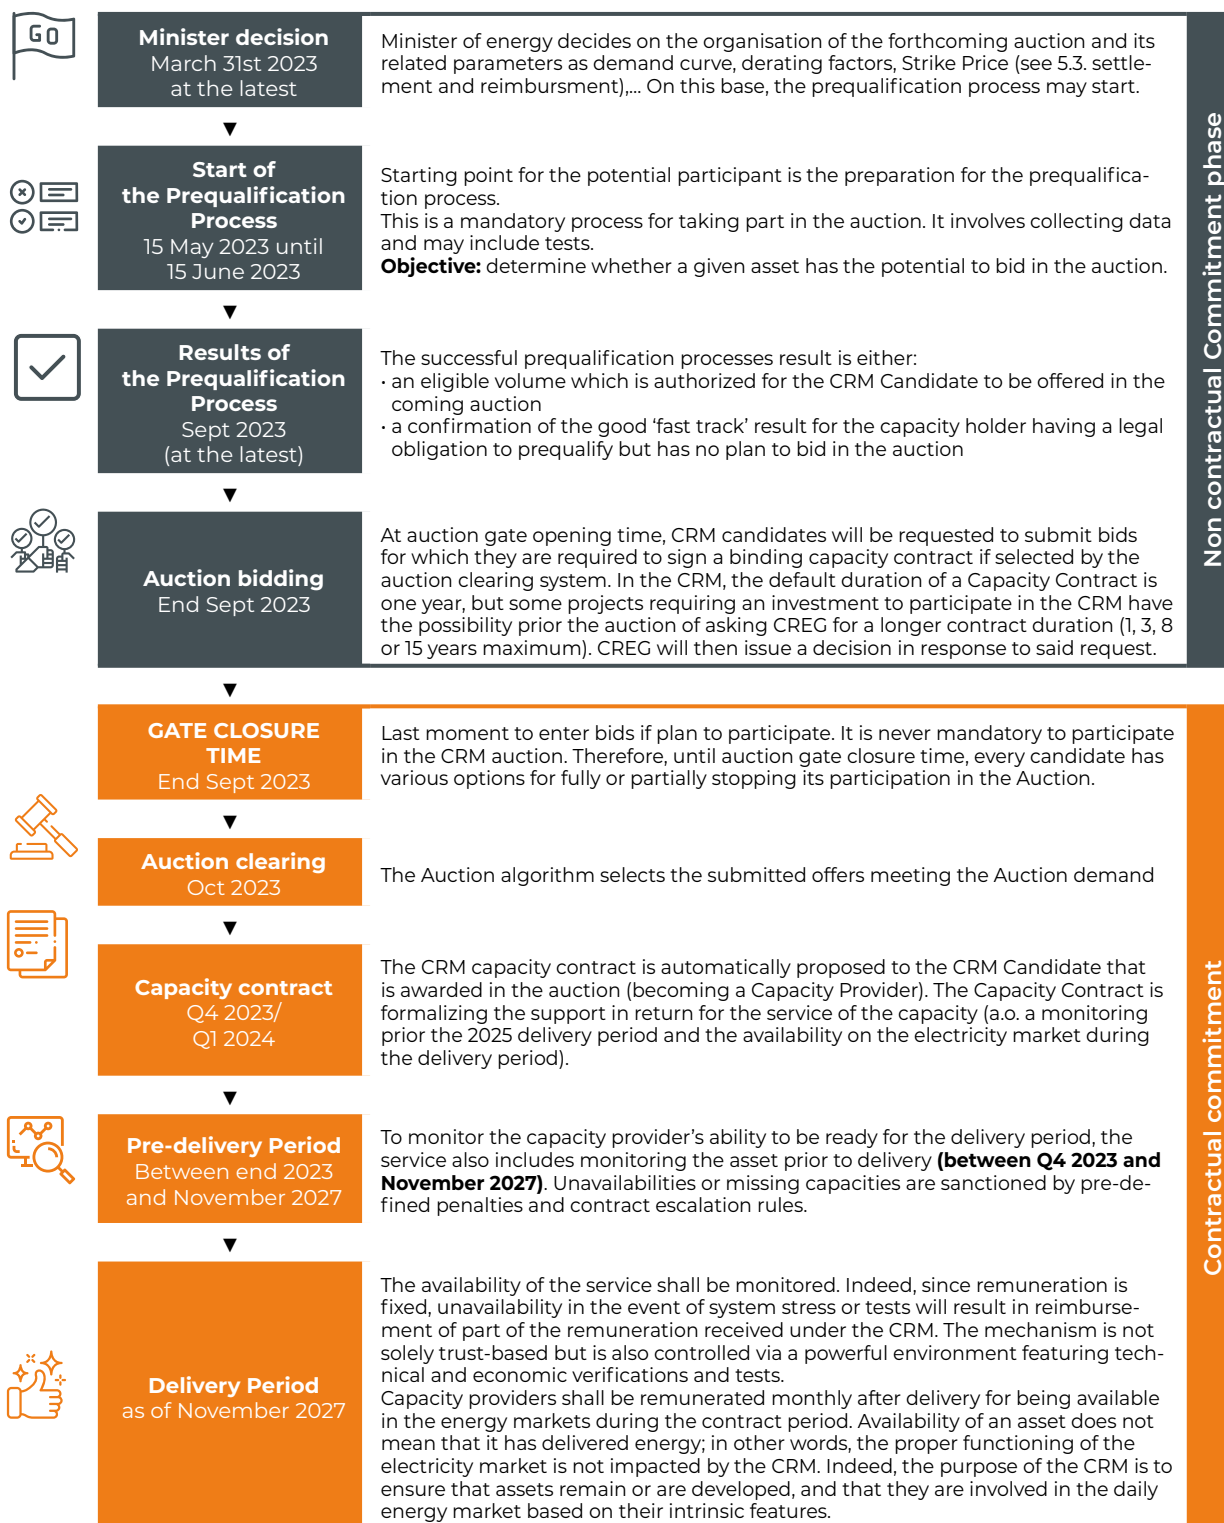 GO
Minister decision
March 31st 2023
at the latest
Minister of energy decides on the organisation of the forthcoming auction and its
related parameters as demand curve, derating factors, Strike Price (see 5.3. settle-
ment and reimbursment),... On this base, the prequalification process may start.
Start of
the Prequalification
Process
15 May 2023 until
15 June 2023
Starting point for the potential participant is the preparation for the prequalifica-
tion process.
This is a mandatory process for taking part in the auction. It involves collecting data
and may include tests.
Objective: determine whether a given asset has the potential to bid in the auction.
Results of
the Prequalification
Process
Sept 2023
(at the latest)
The successful prequalification processes result is either:
· an eligible volume which is authorized for the CRM Candidate to be offered in the
coming auction
· a confirmation of the good ‘fast track’ result for the capacity holder having a legal
obligation to prequalify but has no plan to bid in the auction
Auction bidding
End Sept 2023
At auction gate opening time, CRM candidates will be requested to submit bids
for which they are required to sign a binding capacity contract if selected by the
auction clearing system. In the CRM, the default duration of a Capacity Contract is
one year, but some projects requiring an investment to participate in the CRM have
the possibility prior the auction of asking CREG for a longer contract duration (1, 3, 8
or 15 years maximum). CREG will then issue a decision in response to said request.
Non contractual Commitment phase
GATE CLOSURE
TIME
End Sept 2023
Last moment to enter bids if plan to participate. It is never mandatory to participate
in the CRM auction. Therefore, until auction gate closure time, every candidate has
various options for fully or partially stopping its participation in the Auction.
Auction clearing
Oct 2023
The Auction algorithm selects the submitted offers meeting the Auction demand
Capacity contract
Q4 2023/
Q1 2024
The CRM capacity contract is automatically proposed to the CRM Candidate that
is awarded in the auction (becoming a Capacity Provider). The Capacity Contract is
formalizing the support in return for the service of the capacity (a.o. a monitoring
prior the 2025 delivery period and the availability on the electricity market during
the delivery period).
Pre-delivery Period
Between end 2023
and November 2027
To monitor the capacity provider’s ability to be ready for the delivery period, the
service also includes monitoring the asset prior to delivery (between Q4 2023 and
November 2027). Unavailabilities or missing capacities are sanctioned by pre-de-
fined penalties and contract escalation rules.
Delivery Period
as of November 2027
The availability of the service shall be monitored. Indeed, since remuneration is
fixed, unavailability in the event of system stress or tests will result in reimburse-
ment of part of the remuneration received under the CRM. The mechanism is not
solely trust-based but is also controlled via a powerful environment featuring tech-
nical and economic verifications and tests.
Capacity providers shall be remunerated monthly after delivery for being available
in the energy markets during the contract period. Availability of an asset does not
mean that it has delivered energy; in other words, the proper functioning of the
electricity market is not impacted by the CRM. Indeed, the purpose of the CRM is to
ensure that assets remain or are developed, and that they are involved in the daily
energy market based on their intrinsic features.
Contractual commitment